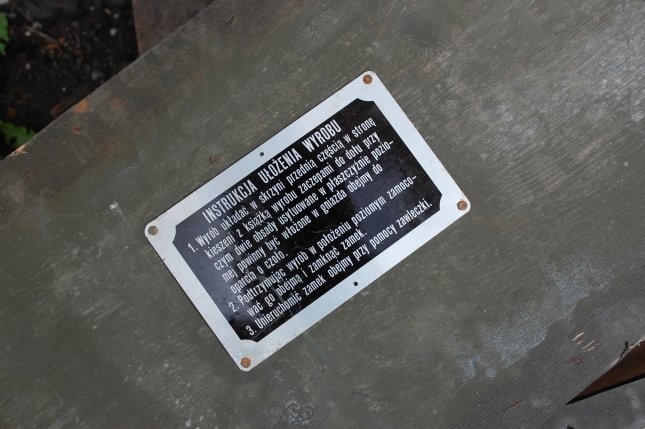 INSTRUKCJA UŁOŻENIA WYROBU
1. Wyrób układać w skrzyni przednią częścią w stronę
kieszeni z książką wyrobu zaczepami do dołu przy
czym dwie obsady usytuowane w płaszczyźnie pozio-
mej powinny być włożone w gniazda obejmy do
oparcia o czoło.
2. Podtrzymując wyrób w położeniu poziomym zamoco-
wać go obejmą i zamknąć zamek.
3. Unieruchomić zamek obejmy przy pomocy zawleczki.